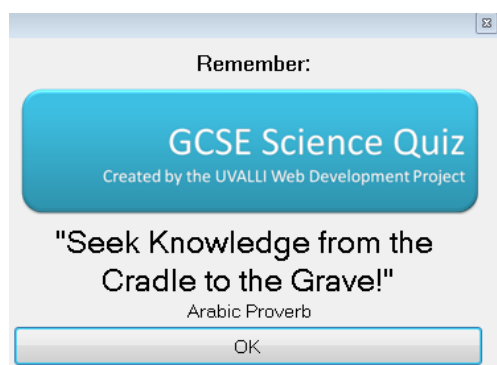 Remember:
GCSE Science Quiz
Created by the UVALLI Web Development Project
"Seek Knowledge from the
Cradle to the Grave!"
Arabic Proverb
OK